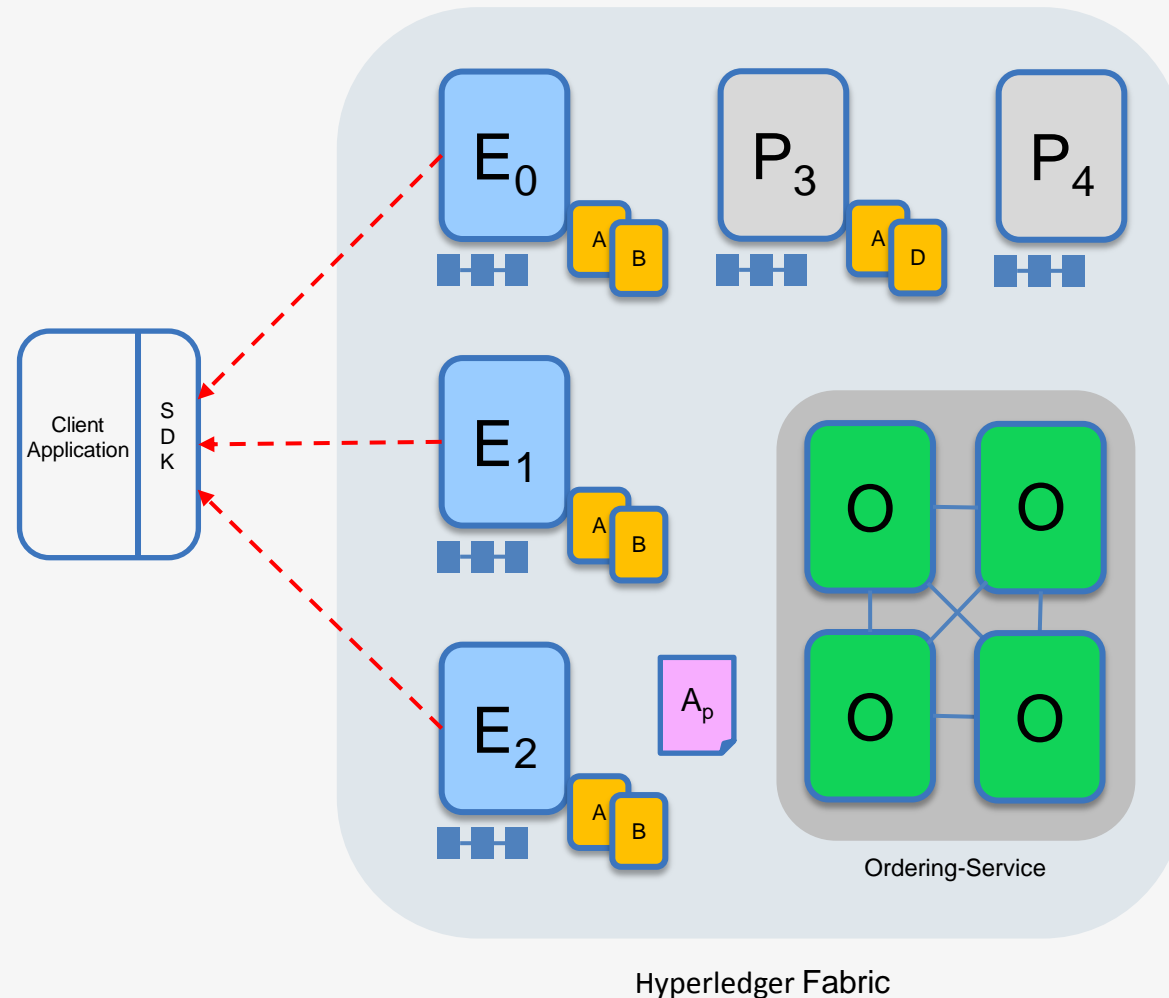 E0
A
B
P3
A
D
P4
Client
Application
S
D
K
E1
A
B
O
O
E2
A
B
Ap
O
O
Ordering-Service
Hyperledger Fabric